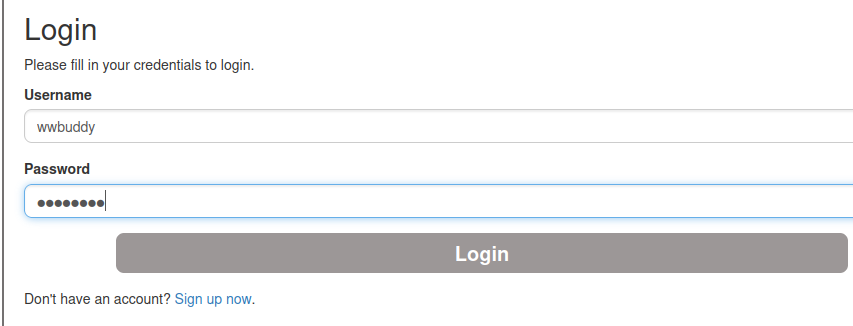 Login
Please fill in your credentials to login.
Username
wwbuddy
Password
••••••••
Login
Don't have an account? Sign up now.